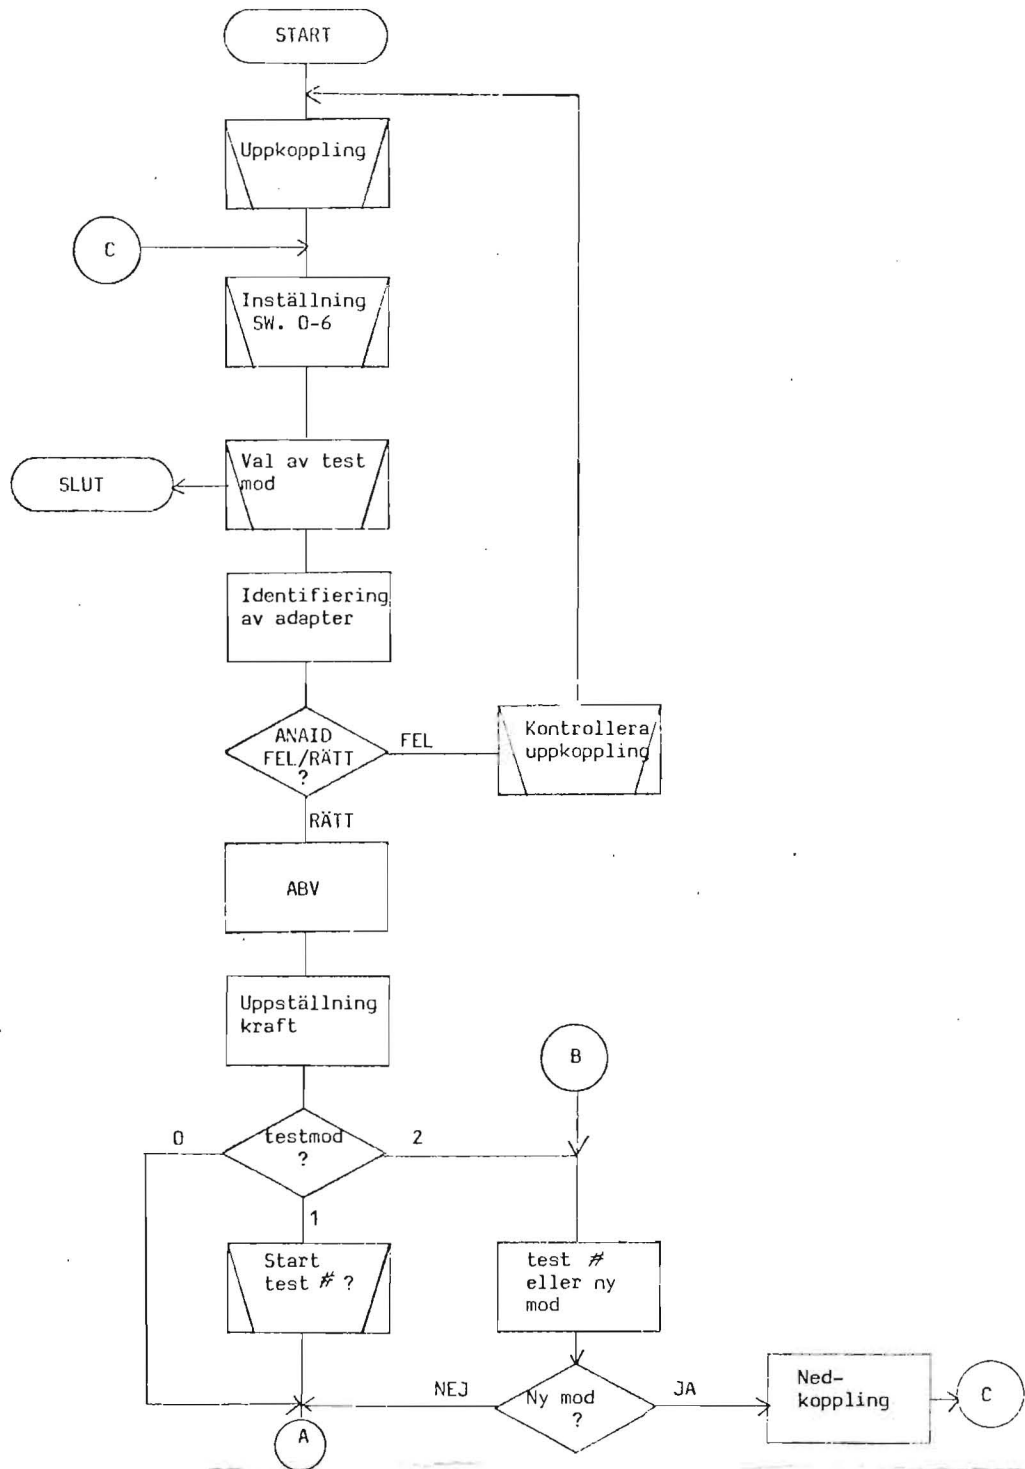 START
Uppkoppling
C
Inställning
SW. 0-6
Val av test
mod
SLUT
Identifiering
av adapter
ANAID
FEL/RÄTT
?
FEL
Kontrollera
uppkoppling
RÄTT
ABV
Uppställning
kraft
B
0
testmod
?
2
1
Start
test # ?
test #
eller ny
mod
NEJ
Ny mod
?
JA
Ned-
koppling
C
A